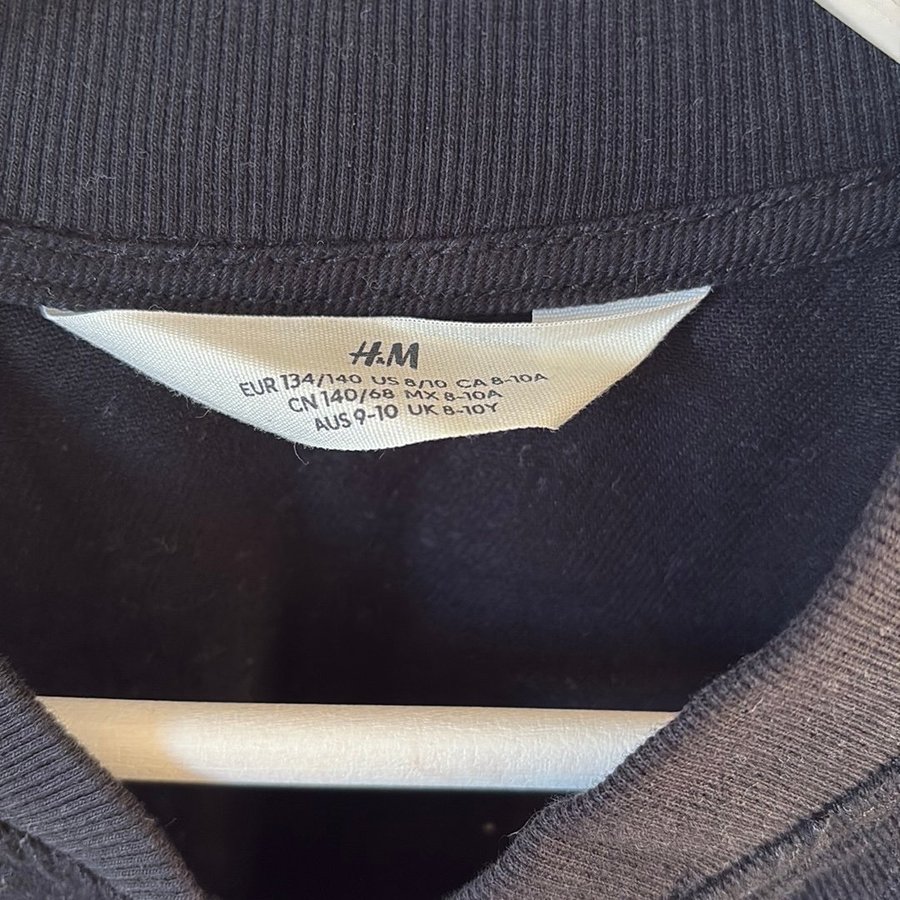 H&M
EUR 134/140 US 8/10 CA 8-10A
CN 140/68 MX 8-10A
AUS 9-10 UK 8-10Y